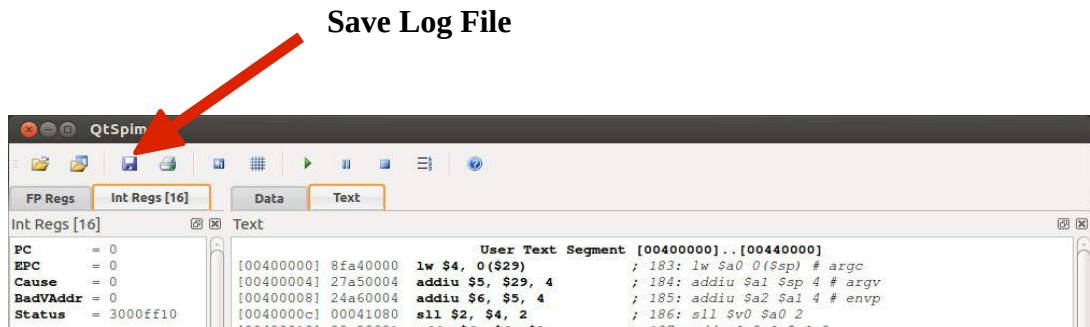 Save Log File
QtSpim
FP Regs Int Regs [16] Data Text
Int Regs [16] Text
PC = 0 User Text Segment [00400000]..[00440000]
EPC = 0 [00400000] 8fa40000 lw $4, 0($29) ; 183: lw $a0 0($sp) # argc
Cause = 0 [00400004] 27a50004 addiu $5, $29, 4 ; 184: addiu $a1 $sp 4 # argv
BadVAddr = 0 [00400008] 24a60004 addiu $6, $5, 4 ; 185: addiu $a2 $a1 4 # envp
Status = 3000ff10 [0040000c] 00041080 sll $2, $4, 2 ; 186: sll $v0 $a0 2